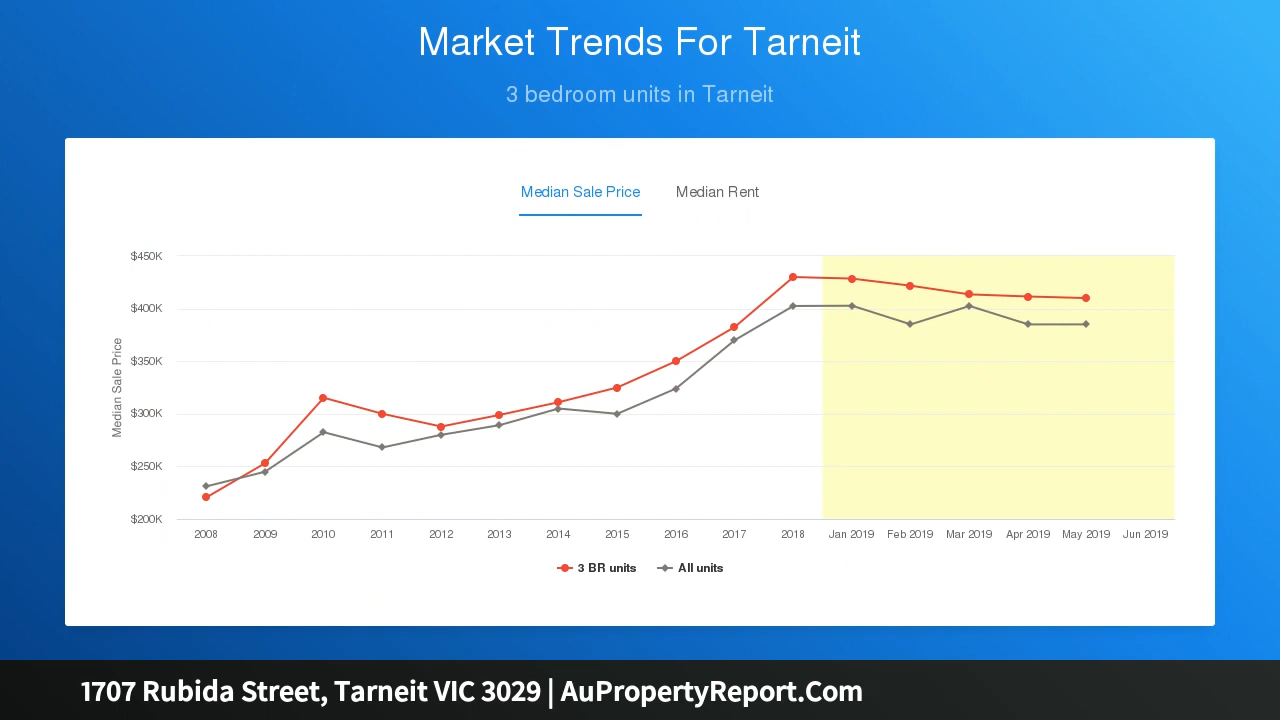 Market Trends For Tarneit
3 bedroom units in Tarneit
Median Sale Price Median Rent
Median Sale Price
$450K
$400K
$350K
$300K
$250K
$200K
2008 2009 2010 2011 2012 2013 2014 2015 2016 2017 2018 Jan 2019 Feb 2019 Mar 2019 Apr 2019 May 2019 Jun 2019
3 BR units All units
1707 Rubida Street, Tarneit VIC 3029 | AuPropertyReport.Com